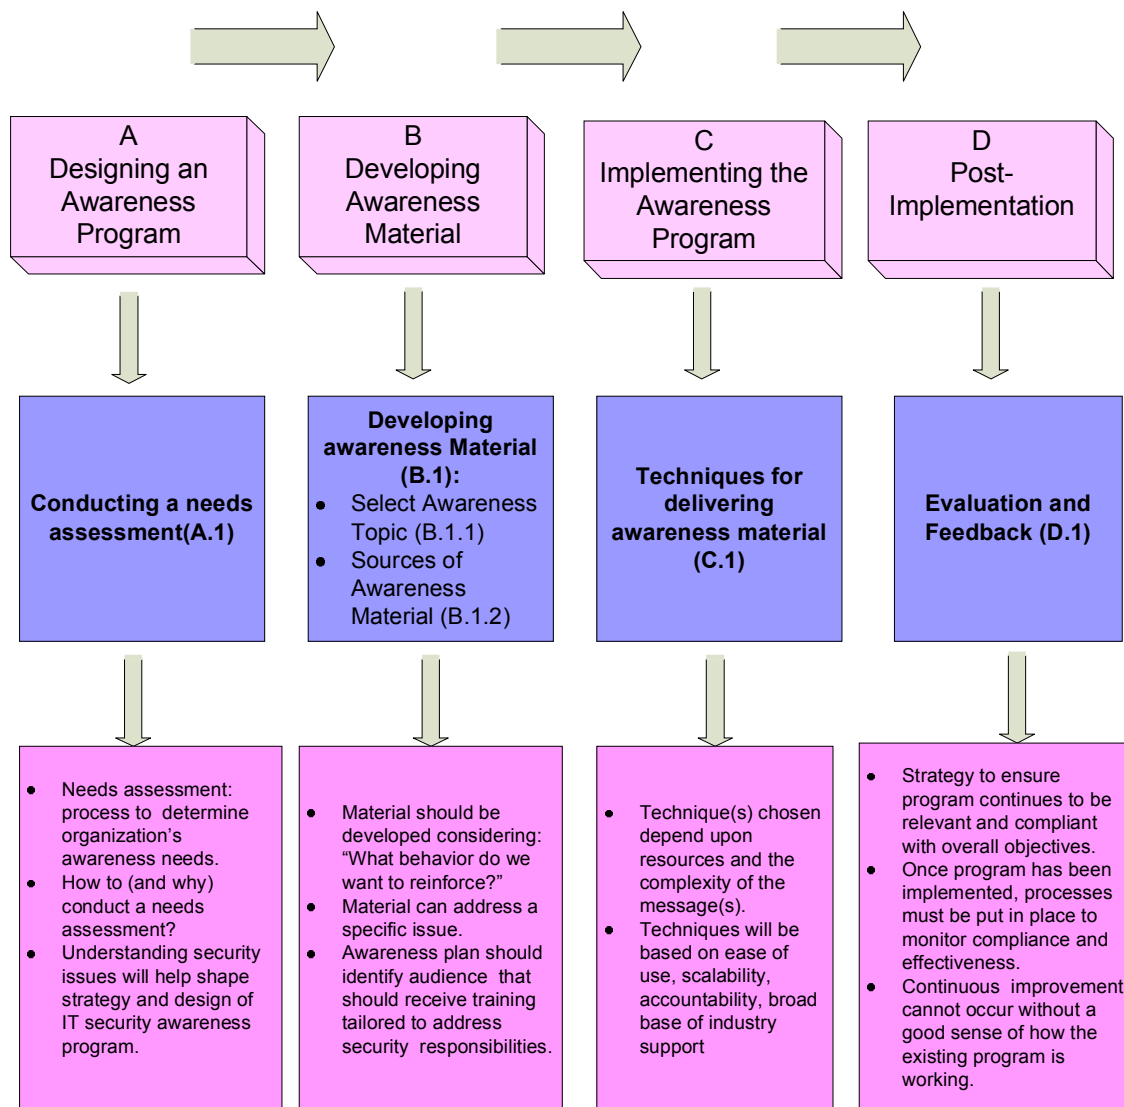 A
Designing an
Awareness
Program
B
Developing
Awareness
Material
C
Implementing the
Awareness
Program
D
Post-
Implementation
Conducting a needs
assessment(A.1)
Developing
awareness Material
(B.1):
• Select Awareness
Topic (B.1.1)
• Sources of
Awareness
Material (B.1.2)
Techniques for
delivering
awareness material
(C.1)
Evaluation and
Feedback (D.1)
• Needs assessment:
process to determine
organization’s
awareness needs.
• How to (and why)
conduct a needs
assessment?
• Understanding security
issues will help shape
strategy and design of
IT security awareness
program.
• Material should be
developed considering:
“What behavior do we
want to reinforce?”
• Material can address a
specific issue.
• Awareness plan should
identify audience that
should receive training
tailored to address
security responsibilities.
• Technique(s) chosen
depend upon
resources and the
complexity of the
message(s).
• Techniques will be
based on ease of
use, scalability,
accountability, broad
base of industry
support
• Strategy to ensure
program continues to be
relevant and compliant
with overall objectives.
• Once program has been
implemented, processes
must be put in place to
monitor compliance and
effectiveness.
• Continuous improvement
cannot occur without a
good sense of how the
existing program is
working.